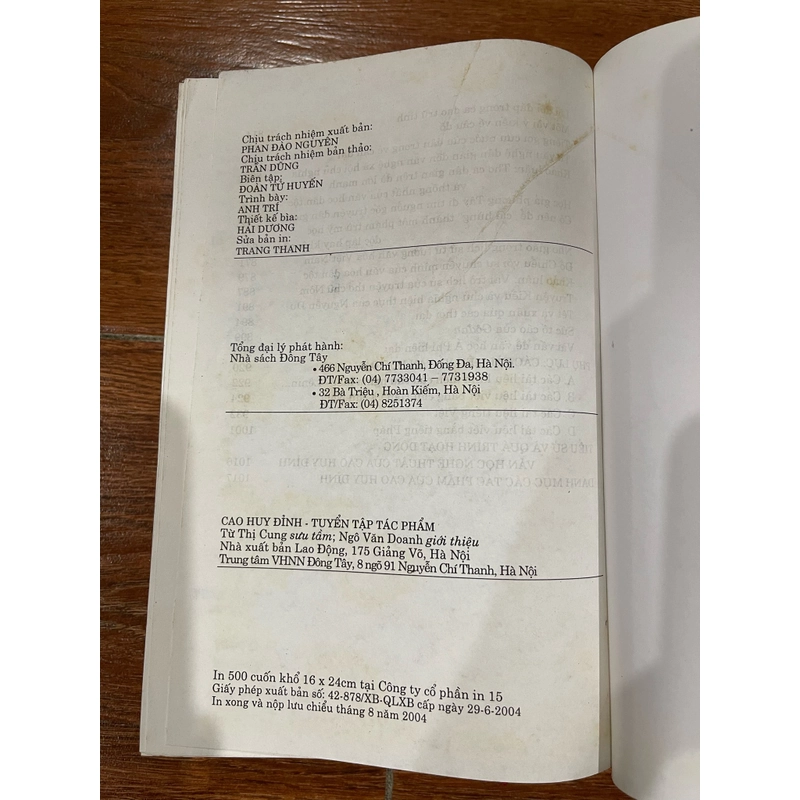 Chịu trách nhiệm xuất bản:
PHAN ĐÀO NGUYÊN
Chịu trách nhiệm bản thảo:
TRẦN DŨNG
Biên tập:
ĐOÀN TỬ HUYẾN
Trình bày:
ANH TRÍ
Thiết kế bìa:
HẢI DƯƠNG
Sửa bản in:
TRANG THANH
Tổng đại lý phát hành:
Nhà sách Đông Tây
• 466 Nguyễn Chí Thanh, Đống Đa, Hà Nội.
ĐT/Fax: (04) 7733041 – 7731938
• 32 Bà Triệu, Hoàn Kiếm, Hà Nội
ĐT/Fax: (04) 8251374
CAO HUY ĐỈNH - TUYỂN TẬP TÁC PHẨM
Từ Thị Cung sưu tầm; Ngô Văn Doanh giới thiệu
Nhà xuất bản Lao Động, 175 Giảng Võ, Hà Nội
Trung tâm VHNN Đông Tây, 8 ngõ 91 Nguyễn Chí Thanh, Hà Nội
In 500 cuốn khổ 16 x 24cm tại Công ty cổ phần in 15
Giấy phép xuất bản số: 42-878/XB-QLXB cấp ngày 29-6-2004
In xong và nộp lưu chiểu tháng 8 năm 2004